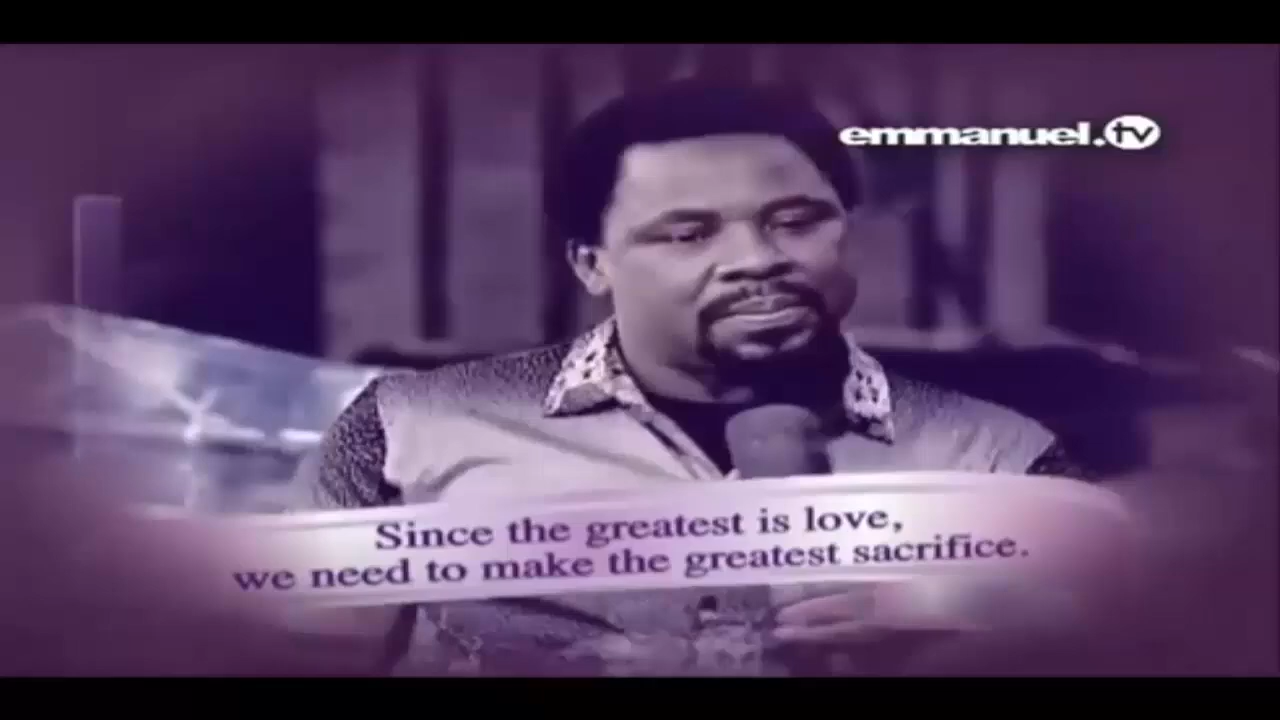 emmanuel.tv
Since the greatest is love,
we need to make the greatest sacrifice.